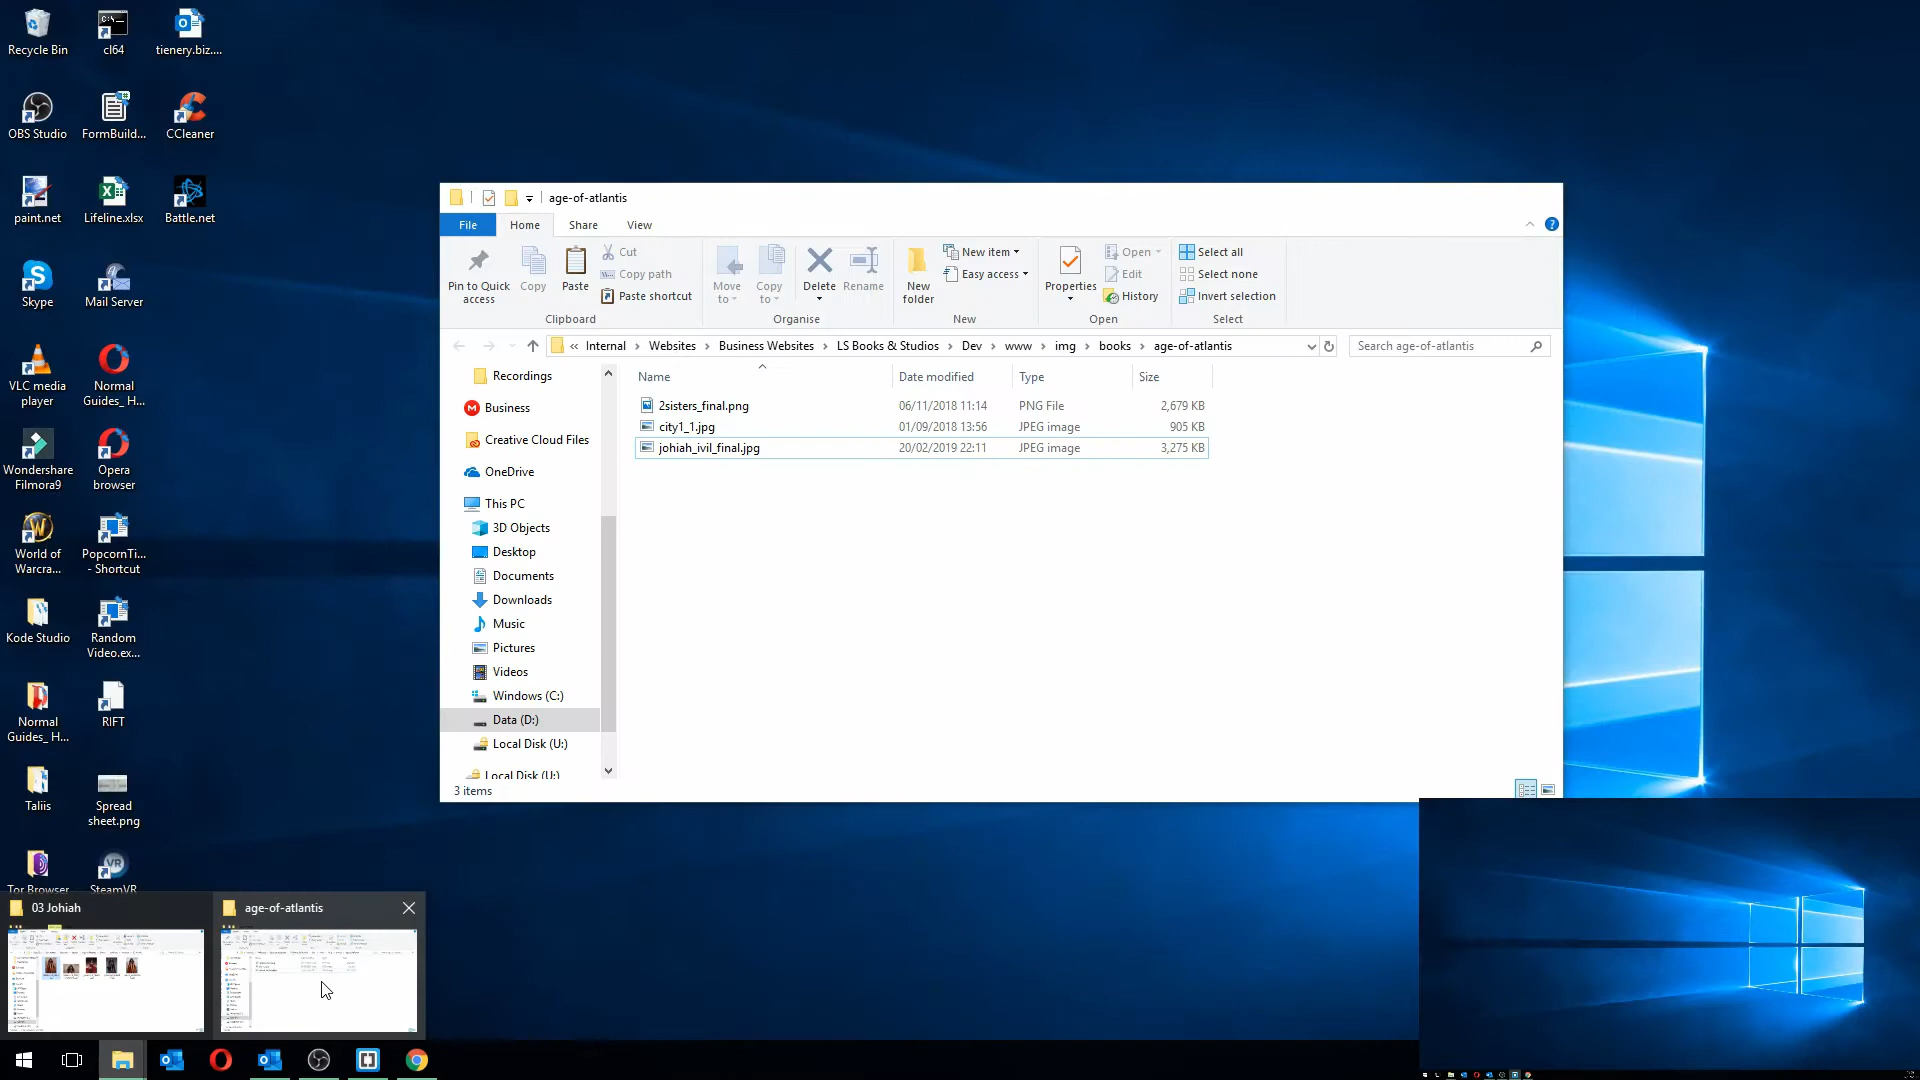 Recycle Bin
cl64
tienery.biz....
OBS Studio
FormBuild...
CCleaner
paint.net
Lifeline.xlsx
Battle.net
Skype
Mail Server
VLC media
player
Normal
Guides_ H...
Wondershare
Filmora9
Opera
browser
World of
Warcra...
PopcornTi...
- Shortcut
Kode Studio
Random
Video.ex...
Normal
Guides_ H...
RIFT
Taliis
Spread
sheet.png
Tor Browser
SteamVR
age-of-atlantis
File
Home
Share
View
Pin to Quick
access
Copy
Paste
Cut
Copy path
Paste shortcut
Clipboard
Move
to
Copy
to
Delete
Rename
Organise
New
folder
New item
Easy access
New
Properties
Open
Edit
History
Open
Select all
Select none
Invert selection
Select
« Internal > Websites > Business Websites > LS Books & Studios > Dev > www > img > books > age-of-atlantis
Search age-of-atlantis
Recordings
Business
Creative Cloud Files
OneDrive
This PC
3D Objects
Desktop
Documents
Downloads
Music
Pictures
Videos
Windows (C:)
Data (D:)
Local Disk (U:)
Local Disk (U:)
Name
Date modified
Type
Size
2sisters_final.png 06/11/2018 11:14 PNG File 2,679 KB
city1_1.jpg 01/09/2018 13:56 JPEG image 905 KB
johiah_ivil_final.jpg 20/02/2019 22:11 JPEG image 3,275 KB
3 items
03 Johiah
age-of-atlantis